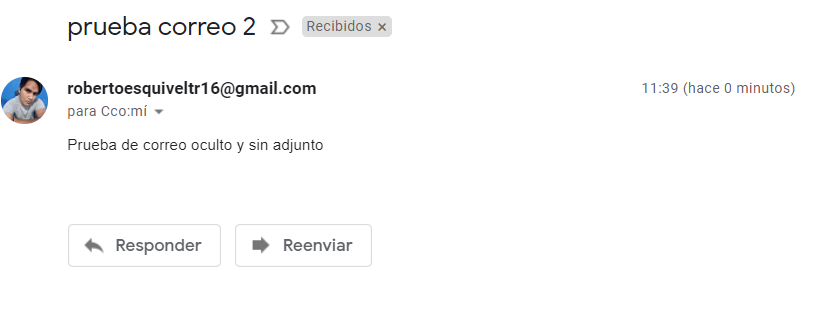 prueba correo 2 Recibidos ×
robertoesquiveltr16@gmail.com 11:39 (hace 0 minutos)
para Cco:mí
Prueba de correo oculto y sin adjunto
Responder Reenviar